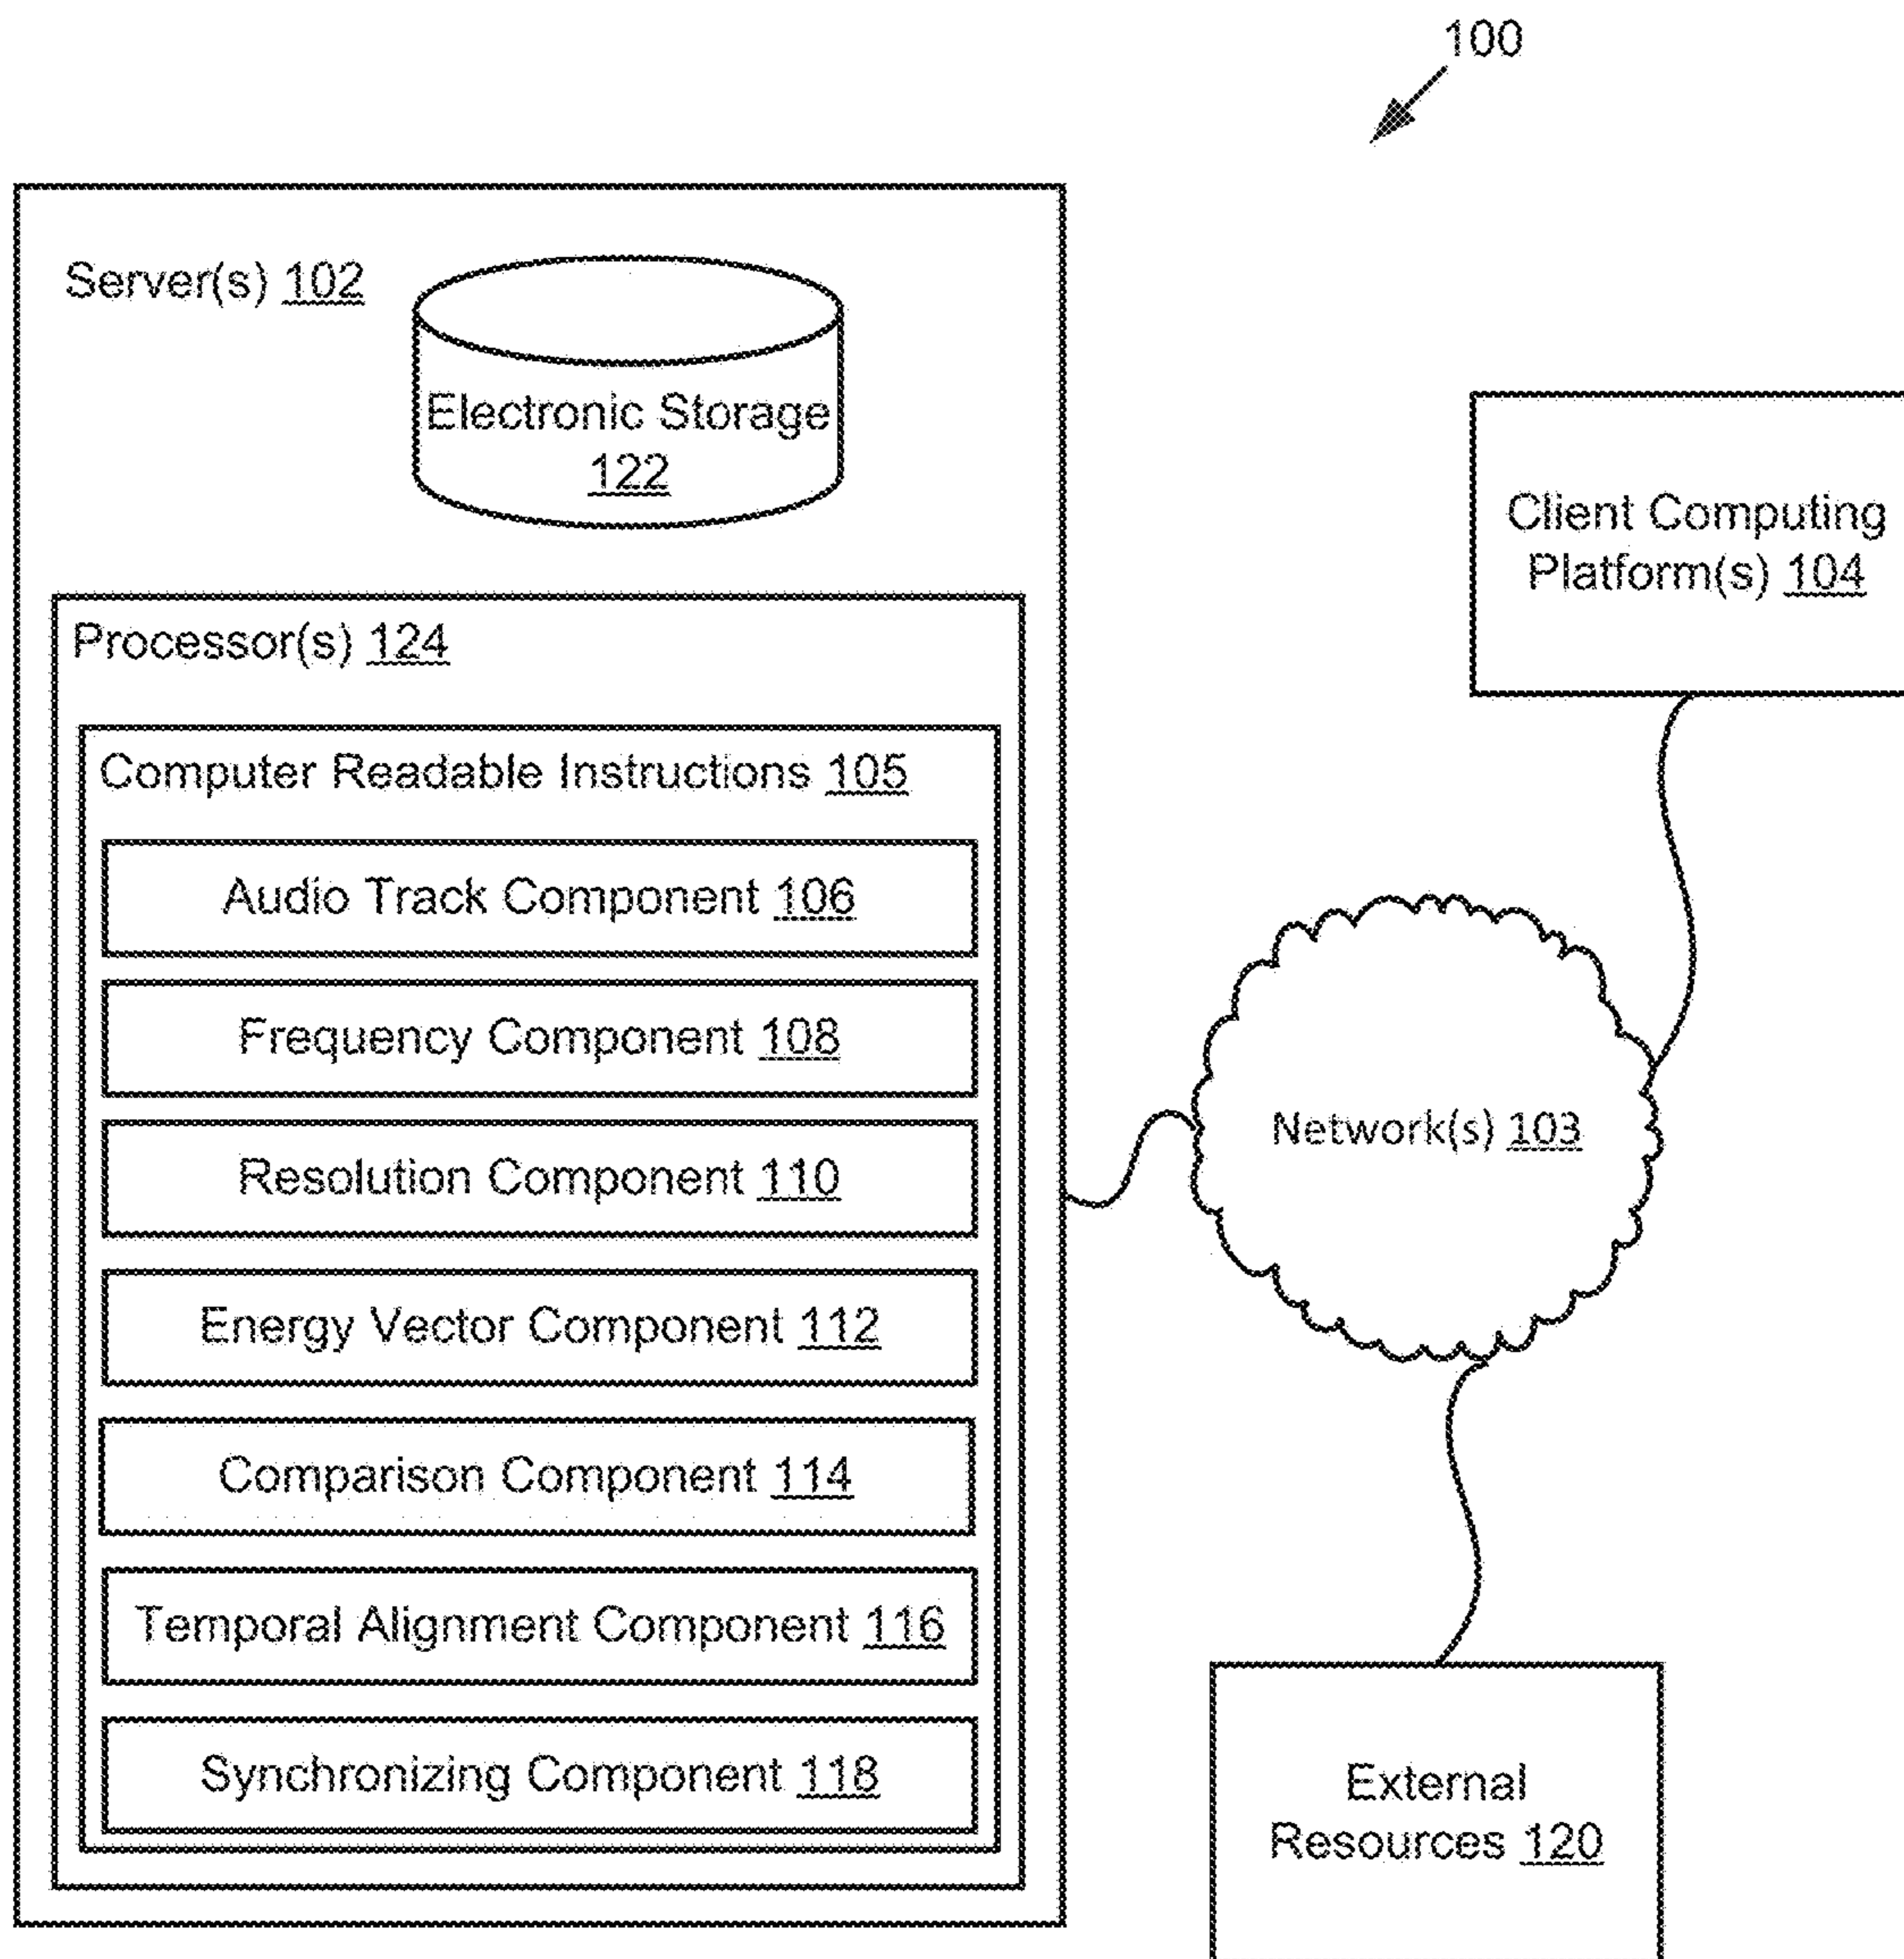 100
Server(s) 102
Electronic Storage
122
Processor(s) 124
Computer Readable Instructions 105
Audio Track Component 106
Frequency Component 108
Resolution Component 110
Energy Vector Component 112
Comparison Component 114
Temporal Alignment Component 116
Synchronizing Component 118
Client Computing
Platform(s) 104
Network(s) 103
External
Resources 120